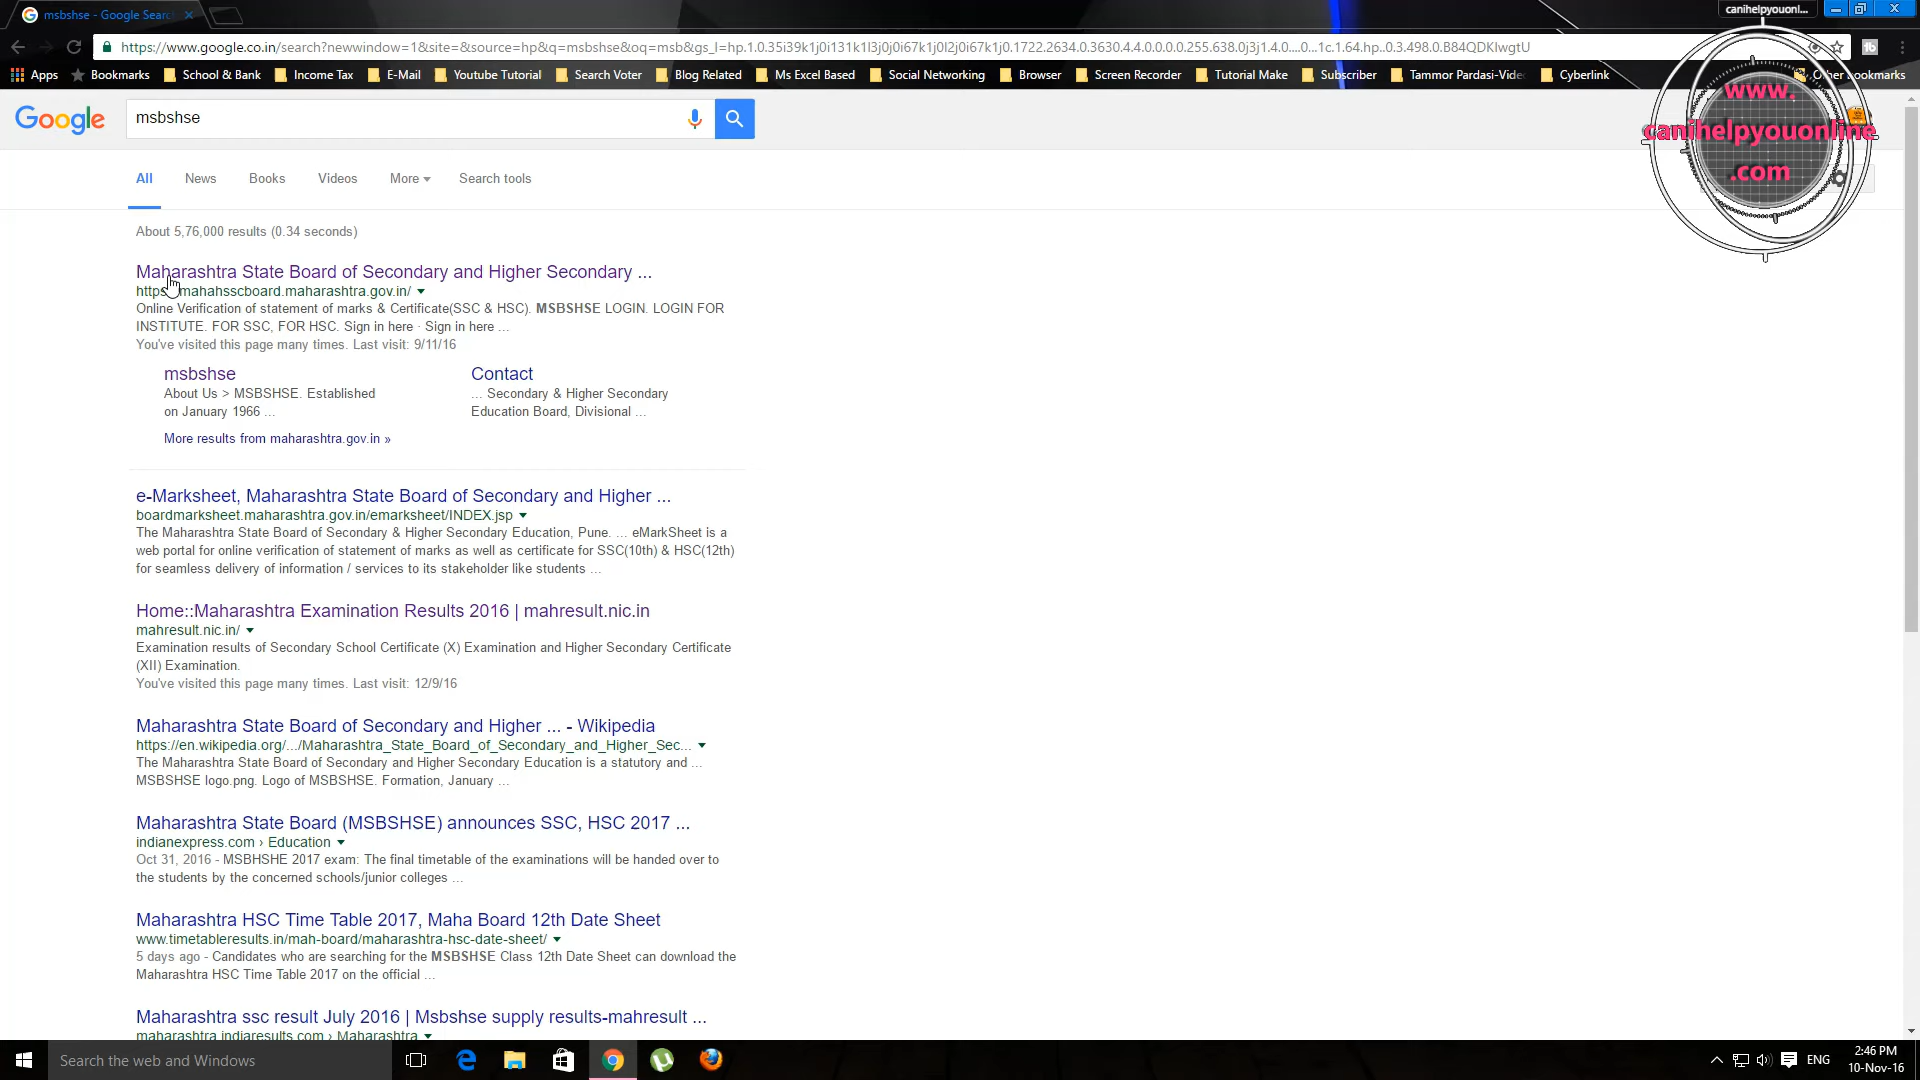 msbshse - Google Sear
canihelpyouonl...
https://www.google.co.in/search?newwindow=1&site=&source=hp&q=msbshse&oq=msb&gs_l=hp.1.0.35i39k1j0i131k1l3j0j0i67k1j0l2j0i67k1j0.1722.2634.0.3630.4.4.0.0.0.0.255.638.0j3j1.4.0....0...1c.1.64.hp..0.3.498.0.B84QDKIwgtU
Apps Bookmarks School & Bank Income Tax E-Mail Youtube Tutorial Search Voter Blog Related Ms Excel Based Social Networking Browser Screen Recorder Tutorial Make Subscriber Tammor Pardasi-Vide Cyberlink Other bookmarks
www.
canihelpyouonline
.com
Google
msbshse
All News Books Videos More Search tools
About 5,76,000 results (0.34 seconds)
Maharashtra State Board of Secondary and Higher Secondary ...
https://mahahsscboard.maharashtra.gov.in/
Online Verification of statement of marks & Certificate(SSC & HSC). MSBSHSE LOGIN. LOGIN FOR
INSTITUTE. FOR SSC, FOR HSC. Sign in here · Sign in here ...
You've visited this page many times. Last visit: 9/11/16
msbshse Contact
About Us > MSBSHSE. Established ... Secondary & Higher Secondary
on January 1966 ... Education Board, Divisional ...
More results from maharashtra.gov.in »
e-Marksheet, Maharashtra State Board of Secondary and Higher ...
boardmarksheet.maharashtra.gov.in/emarksheet/INDEX.jsp
The Maharashtra State Board of Secondary & Higher Secondary Education, Pune. ... eMarkSheet is a
web portal for online verification of statement of marks as well as certificate for SSC(10th) & HSC(12th)
for seamless delivery of information / services to its stakeholder like students ...
Home::Maharashtra Examination Results 2016 | mahresult.nic.in
mahresult.nic.in/
Examination results of Secondary School Certificate (X) Examination and Higher Secondary Certificate
(XII) Examination.
You've visited this page many times. Last visit: 12/9/16
Maharashtra State Board of Secondary and Higher ... - Wikipedia
https://en.wikipedia.org/.../Maharashtra_State_Board_of_Secondary_and_Higher_Sec...
The Maharashtra State Board of Secondary and Higher Secondary Education is a statutory and ...
MSBSHSE logo.png. Logo of MSBSHSE. Formation, January ...
Maharashtra State Board (MSBSHSE) announces SSC, HSC 2017 ...
indianexpress.com › Education
Oct 31, 2016 - MSBHSHE 2017 exam: The final timetable of the examinations will be handed over to
the students by the concerned schools/junior colleges ...
Maharashtra HSC Time Table 2017, Maha Board 12th Date Sheet
www.timetableresults.in/mah-board/maharashtra-hsc-date-sheet/
5 days ago - Candidates who are searching for the MSBSHSE Class 12th Date Sheet can download the
Maharashtra HSC Time Table 2017 on the official ...
Maharashtra ssc result July 2016 | Msbshse supply results-mahresult ...
maharashtra.indiaresults.com › Maharashtra
Search the web and Windows
ENG
2:46 PM
10-Nov-16